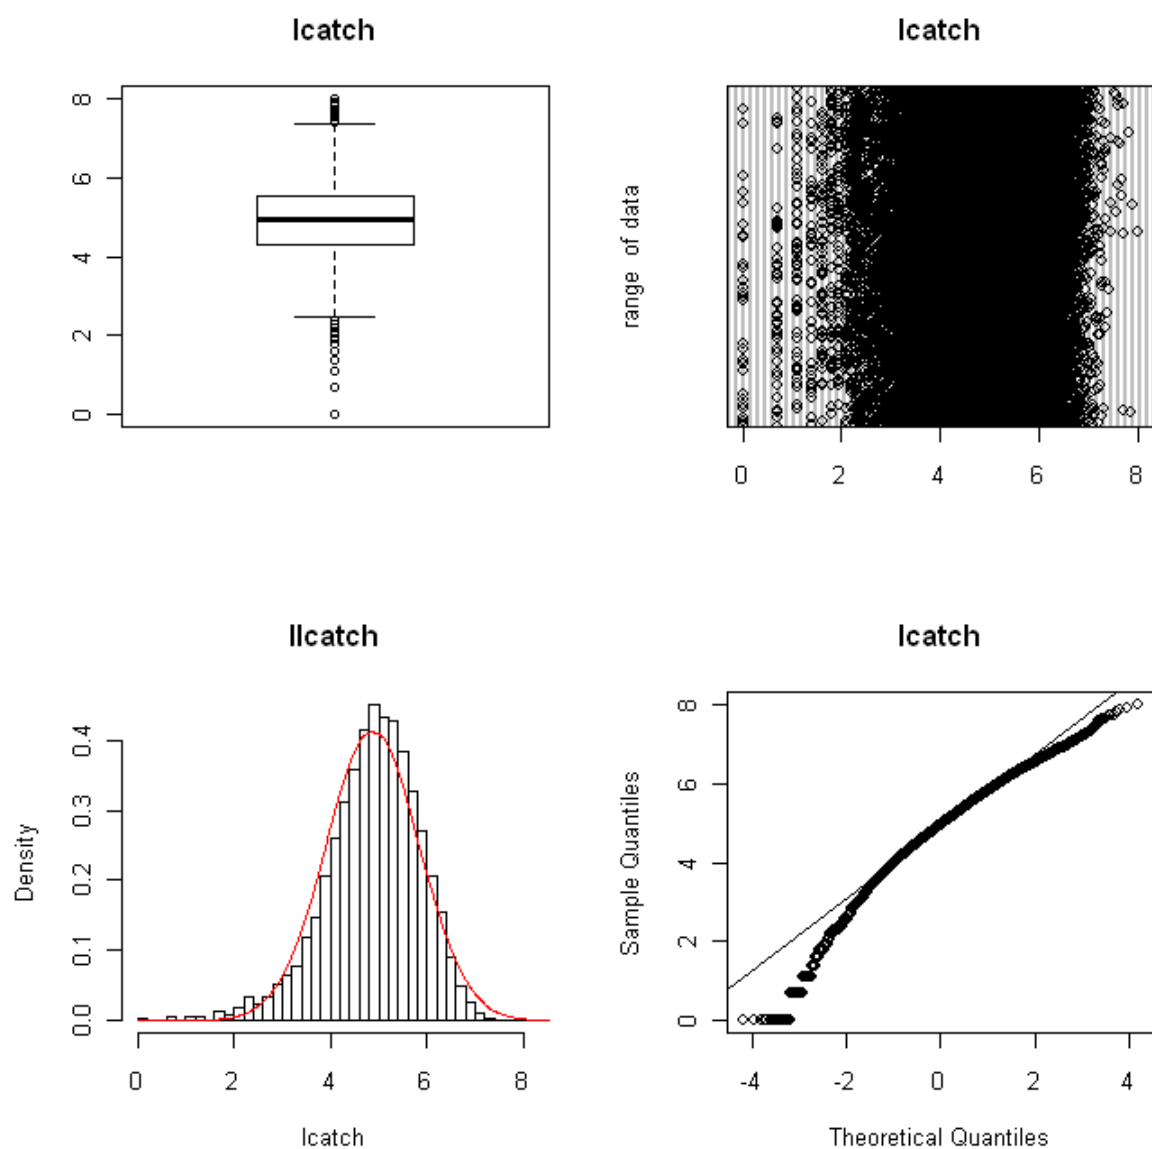 lcatch
8
6
4
2
0
lcatch
range of data
0 2 4 6 8
llcatch
Density
0.0 0.1 0.2 0.3 0.4
0 2 4 6 8
lcatch
lcatch
Sample Quantiles
8
6
4
2
0
-4 -2 0 2 4
Theoretical Quantiles